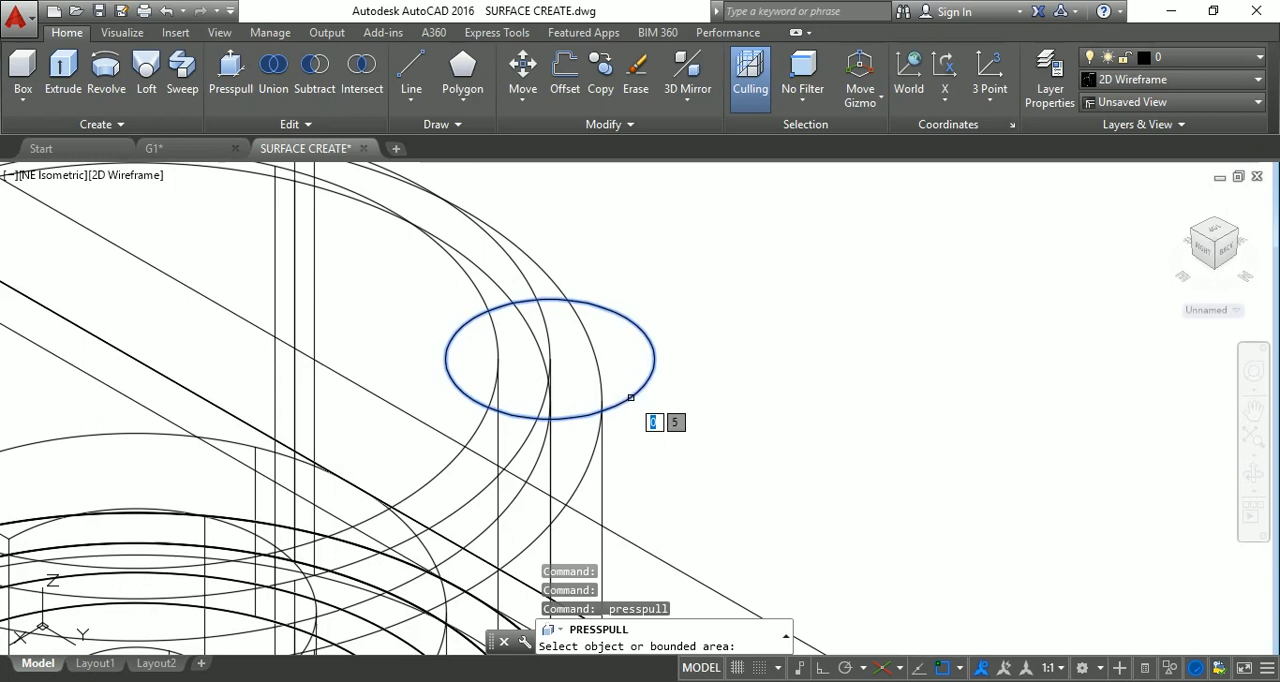 Autodesk AutoCAD 2016 SURFACE CREATE.dwg
Type a keyword or phrase
Sign In
Home Visualize Insert View Manage Output Add-ins A360 Express Tools Featured Apps BIM 360 Performance
0
2D Wireframe
Unsaved View
Box Extrude Revolve Loft Sweep Presspull Union Subtract Intersect Line Polygon Move Offset Copy Erase 3D Mirror Culling No Filter Move Gizmo World X 3 Point Layer Properties
Create Edit Draw Modify Selection Coordinates Layers & View
Start G1* SURFACE CREATE*
[−][NE Isometric][2D Wireframe]
TOP
RIGHT BACK
Unnamed
0 5
Z
X Y
Command:
Command:
Command: _presspull
PRESSPULL
Select object or bounded area:
Model Layout1 Layout2
MODEL 1:1